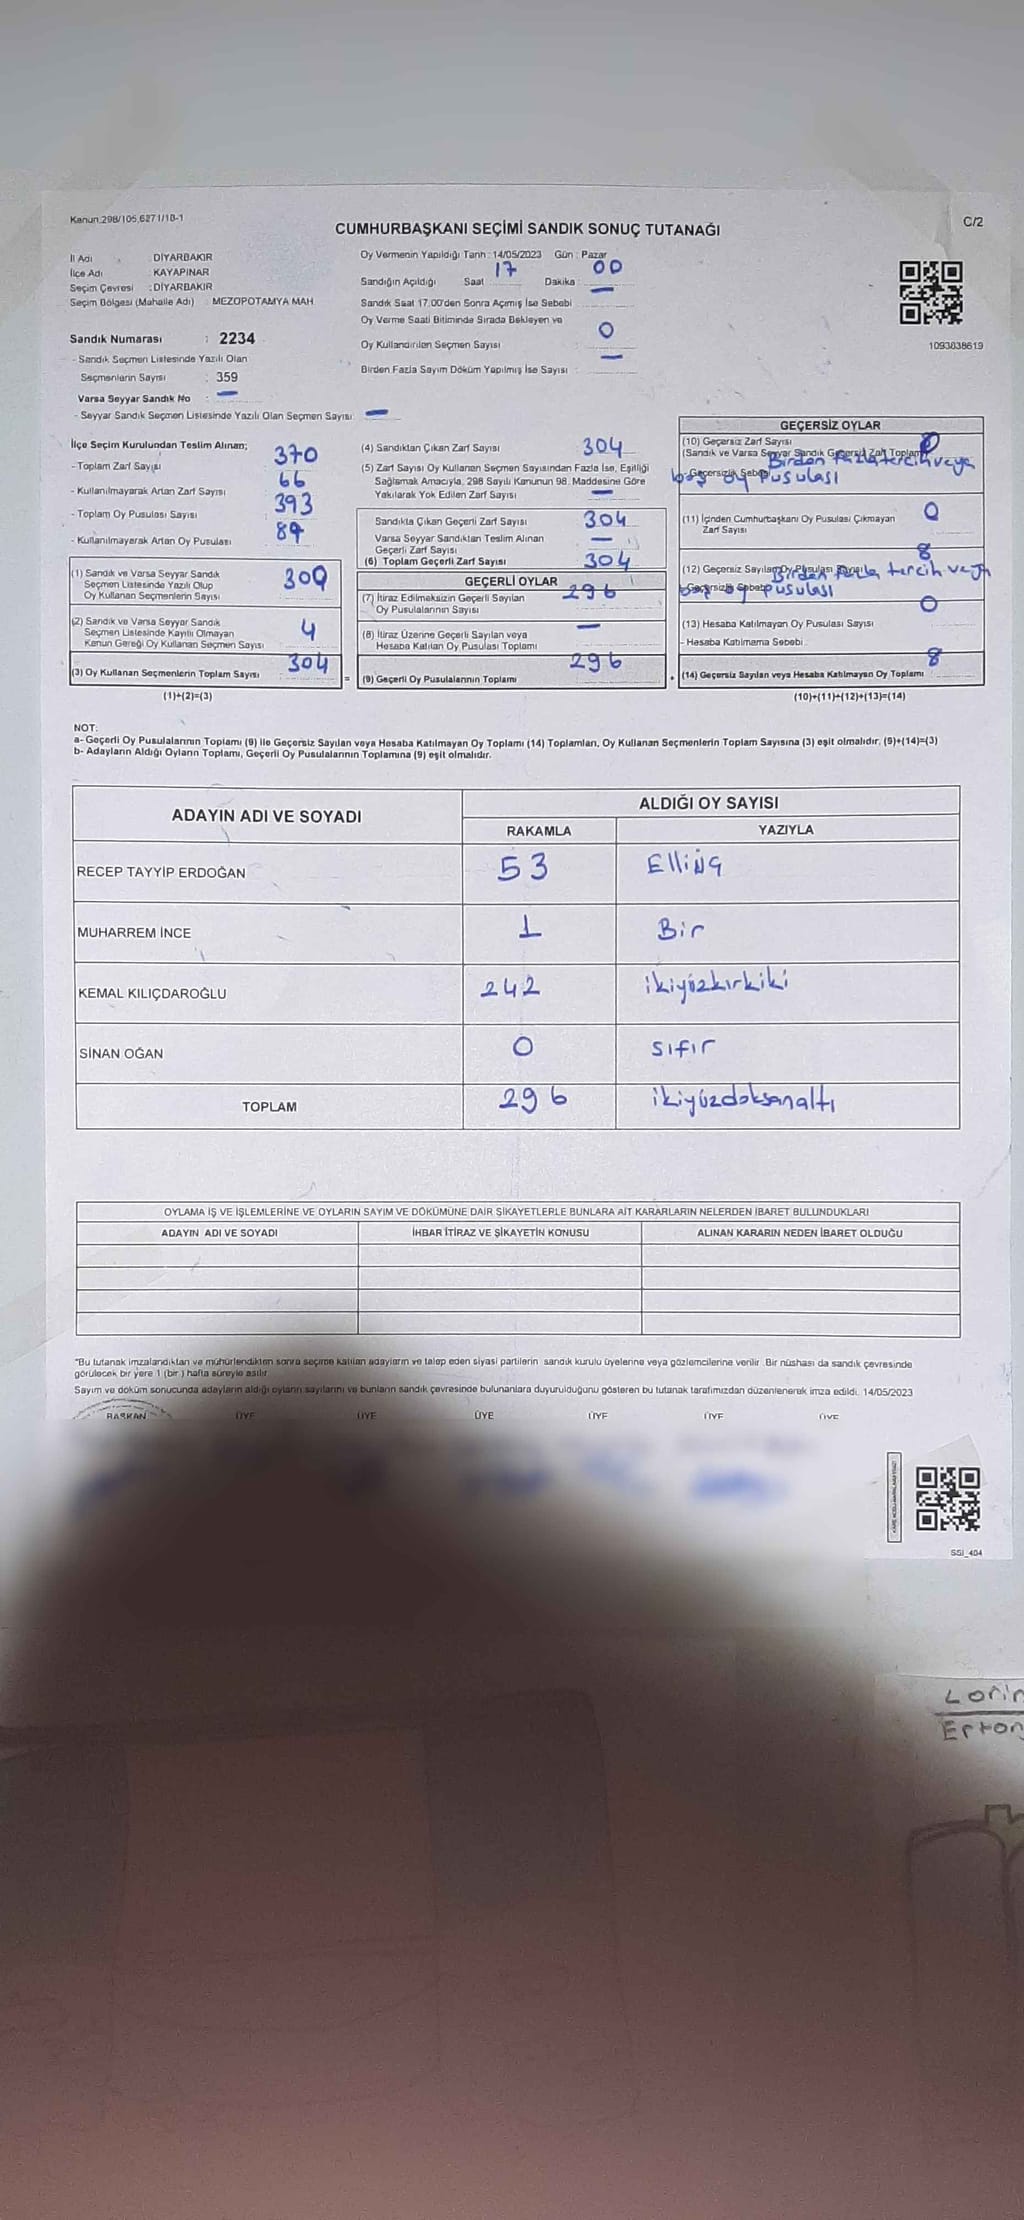 Kanun.298/105,6271/18-1
C/2
CUMHURBAŞKANI SEÇİMİ SANDIK SONUÇ TUTANAĞI
İl Adı : DİYARBAKIR
İlçe Adı : KAYAPINAR
Seçim Çevresi : DİYARBAKIR
Seçim Bölgesi (Mahalle Adı) : MEZOPOTAMYA MAH
Sandık Numarası : 2234
- Sandık Seçmen Listesinde Yazılı Olan
Seçmenlerin Sayısı : 359
Varsa Seyyar Sandık No : —
- Seyyar Sandık Seçmen Listesinde Yazılı Olan Seçmen Sayısı: —
Oy Vermenin Yapıldığı Tarih : 14/05/2023 Gün : Pazar
Sandığın Açıldığı Saat 17 Dakika 00
Sandık Saat 17.00'den Sonra Açımış İse Sebebi —
Oy Verme Saati Bitiminde Sırada Bekleyen ve
Oy Kullandırılan Seçmen Sayısı 0
Birden Fazla Sayım Döküm Yapılmış İse Sayısı : —
1093838619
İlçe Seçim Kurulundan Teslim Alınan;
- Toplam Zarf Sayısı 370
- Kullanılmayarak Artan Zarf Sayısı 66
- Toplam Oy Pusulası Sayısı 393
- Kullanılmayarak Artan Oy Pusulası 89
(1) Sandık ve Varsa Seyyar Sandık
Seçmen Listesinde Yazılı Olup
Oy Kullanan Seçmenlerin Sayısı 300
(2) Sandık ve Varsa Seyyar Sandık
Seçmen Listesinde Kayıtlı Olmayan
Kanun Gereği Oy Kullanan Seçmen Sayısı 4
(3) Oy Kullanan Seçmenlerin Toplam Sayısı 304
(1)+(2)=(3)
(4) Sandıktan Çıkan Zarf Sayısı 304
(5) Zarf Sayısı Oy Kullanan Seçmen Sayısından Fazla İse, Eşitliği
Sağlamak Amacıyla, 298 Sayılı Kanunun 98. Maddesine Göre
Yakılarak Yok Edilen Zarf Sayısı —
Sandıkta Çıkan Geçerli Zarf Sayısı 304
Varsa Seyyar Sandıktan Teslim Alınan
Geçerli Zarf Sayısı —
(6) Toplam Geçerli Zarf Sayısı 304
GEÇERLİ OYLAR
(7) İtiraz Edilmeksizin Geçerli Sayılan
Oy Pusulalarının Sayısı 296
(8) İtiraz Üzerine Geçerli Sayılan veya
Hesaba Katılan Oy Pusulası Toplamı —
(9) Geçerli Oy Pusulalarının Toplamı 296
GEÇERSİZ OYLAR
(10) Geçersiz Zarf Sayısı
(Sandık ve Varsa Seyyar Sandık Geçersiz Zarf Toplamı) 0
- Geçersizlik Sebebi Birden fazla tercih veya
boş oy pusulası
(11) İçinden Cumhurbaşkanı Oy Pusulası Çıkmayan
Zarf Sayısı 0
(12) Geçersiz Sayılan Oy Pusulası Sayısı 8
- Geçersizlik Sebebi Birden fazla tercih veya
boş oy pusulası
(13) Hesaba Katılmayan Oy Pusulası Sayısı 0
- Hesaba Katılmama Sebebi
(14) Geçersiz Sayılan veya Hesaba Katılmayan Oy Toplamı 8
(10)+(11)+(12)+(13)=(14)
NOT:
a- Geçerli Oy Pusulalarının Toplamı (9) ile Geçersiz Sayılan veya Hesaba Katılmayan Oy Toplamı (14) Toplamları, Oy Kullanan Seçmenlerin Toplam Sayısına (3) eşit olmalıdır. (9)+(14)=(3)
b- Adayların Aldığı Oyların Toplamı, Geçerli Oy Pusulalarının Toplamına (9) eşit olmalıdır.
ADAYIN ADI VE SOYADI
ALDIĞI OY SAYISI
RAKAMLA YAZIYLA
RECEP TAYYİP ERDOĞAN 53 Elliüç
MUHARREM İNCE 1 Bir
KEMAL KILIÇDAROĞLU 242 ikiyüzkırkiki
SİNAN OĞAN 0 sıfır
TOPLAM 296 ikiyüzdoksanaltı
OYLAMA İŞ VE İŞLEMLERİNE VE OYLARIN SAYIM VE DÖKÜMÜNE DAİR ŞİKAYETLERLE BUNLARA AİT KARARLARIN NELERDEN İBARET BULUNDUKLARI
ADAYIN ADI VE SOYADI İHBAR İTİRAZ VE ŞİKAYETİN KONUSU ALINAN KARARIN NEDEN İBARET OLDUĞU
*Bu tutanak imzalandıktan ve mühürlendikten sonra seçime katılan adayların ve talep eden siyasi partilerin sandık kurulu üyelerine veya gözlemcilerine verilir. Bir nüshası da sandık çevresinde
görülecek bir yere 1 (bir) hafta süreyle asılır
Sayım ve döküm sonucunda adayların aldığı oyların sayılarını ve bunların sandık çevresinde bulunanlara duyurulduğunu gösteren bu tutanak tarafımızdan düzenlenerek imza edildi. 14/05/2023
BAŞKAN ÜYE ÜYE ÜYE ÜYE ÜYE ÜYE
SSI_404